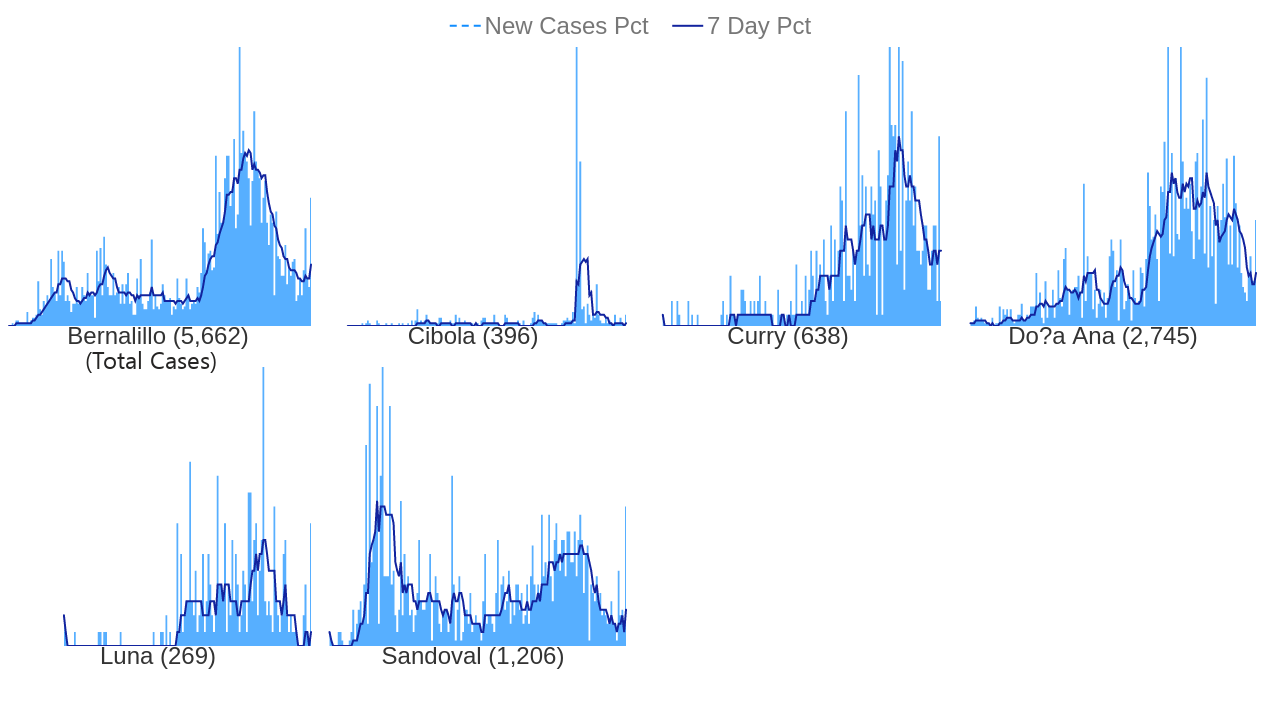 New Cases Pct 7 Day Pct
Bernalillo (5,662)
(Total Cases)
Cibola (396)
Curry (638)
Do?a Ana (2,745)
Luna (269)
Sandoval (1,206)